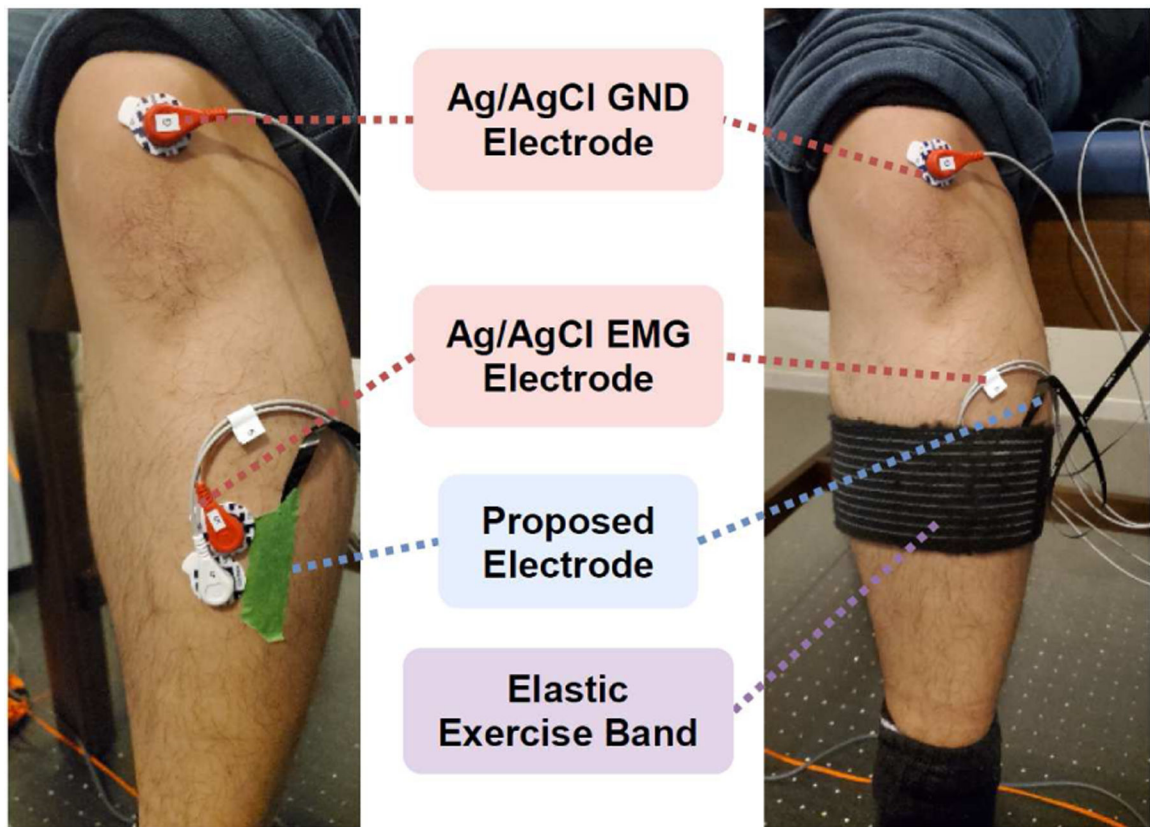 Ag/AgCl GND
Electrode
Ag/AgCl EMG
Electrode
Proposed
Electrode
Elastic
Exercise Band